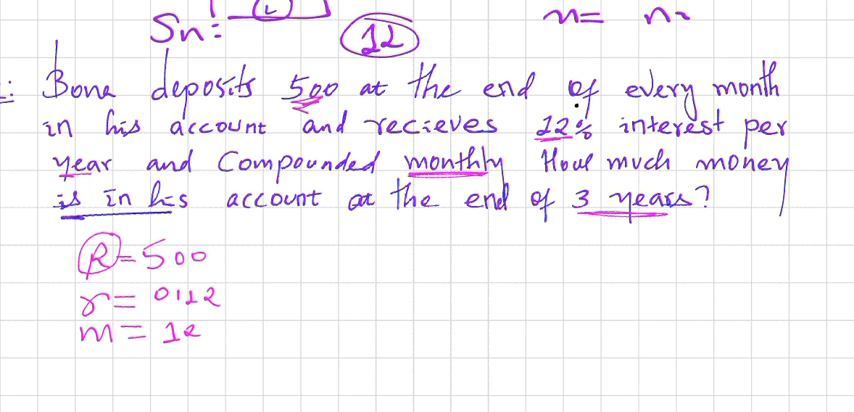 Sn:
12
m= n=
Bona deposits 500 at the end of every month
in his account and recieves 12% interest per
year and Compounded monthly How much money
is in his account at the end of 3 years?
R = 500
r = 0.12
m = 12